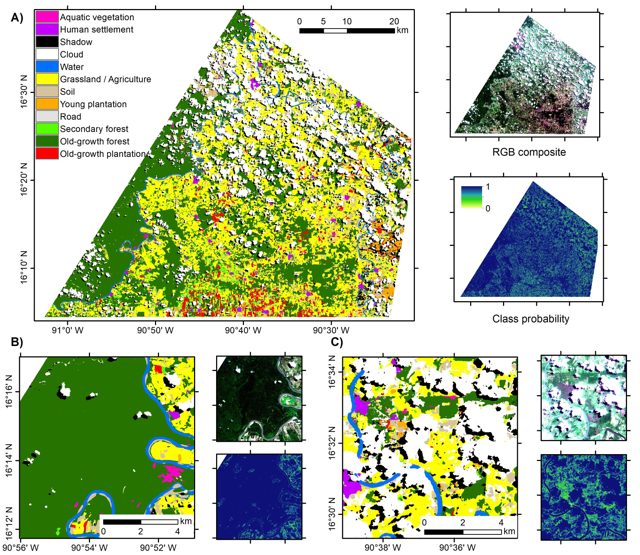 A)
Aquatic vegetation
Human settlement
Shadow
Cloud
Water
Grassland / Agriculture
Soil
Young plantation
Road
Secondary forest
Old-growth forest
Old-growth plantation
0 5 10 20
km
16°30' N
16°20' N
16°10' N
91°0' W 90°50' W 90°40' W 90°30' W
RGB composite
1
0
Class probability
B)
16°16' N
16°14' N
16°12' N
0 2 4
km
90°56' W 90°54' W 90°52' W
C)
16°34' N
16°32' N
16°30' N
0 2 4
km
90°38' W 90°36' W